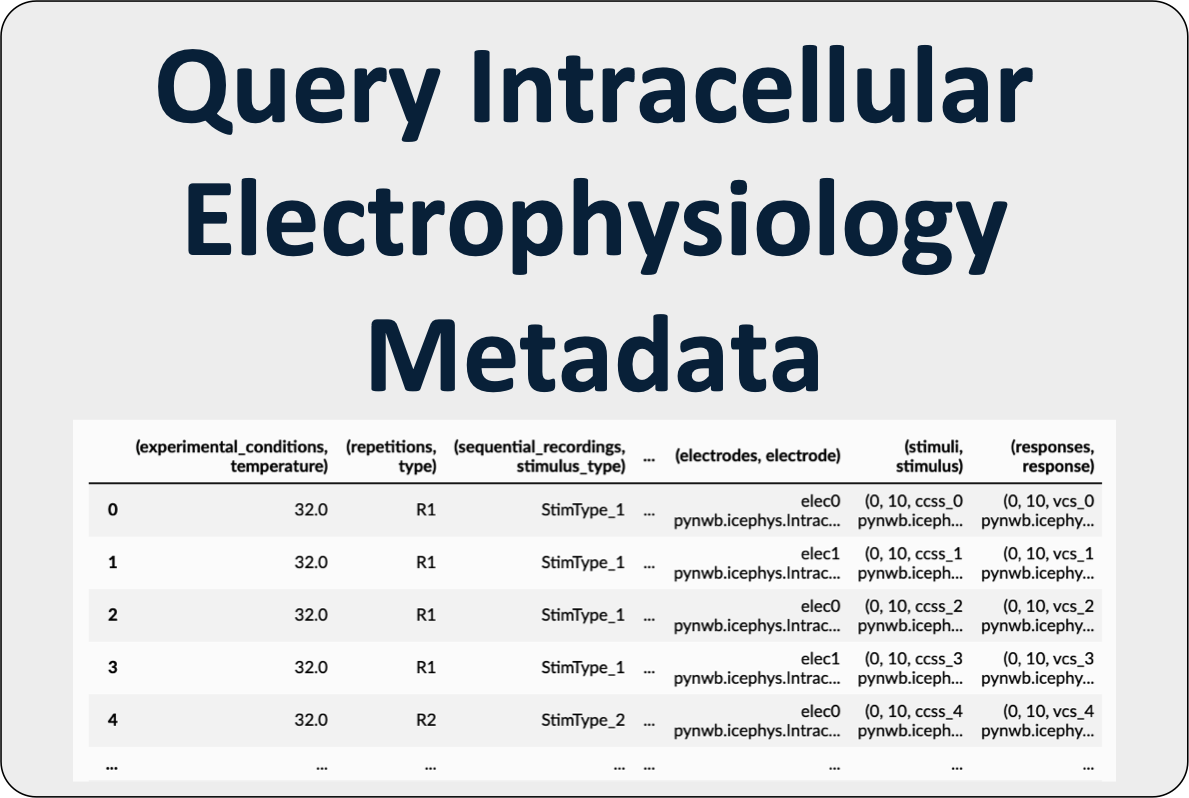 Query Intracellular
Electrophysiology
Metadata
(experimental_conditions, temperature) (repetitions, type) (sequential_recordings, stimulus_type) ... (electrodes, electrode) (stimuli, stimulus) (responses, response)
0 32.0 R1 StimType_1 ... elec0 pynwb.icephys.Intrac... (0, 10, ccss_0 pynwb.iceph... (0, 10, vcs_0 pynwb.icephy...
1 32.0 R1 StimType_1 ... elec1 pynwb.icephys.Intrac... (0, 10, ccss_1 pynwb.iceph... (0, 10, vcs_1 pynwb.icephy...
2 32.0 R1 StimType_1 ... elec0 pynwb.icephys.Intrac... (0, 10, ccss_2 pynwb.iceph... (0, 10, vcs_2 pynwb.icephy...
3 32.0 R1 StimType_1 ... elec1 pynwb.icephys.Intrac... (0, 10, ccss_3 pynwb.iceph... (0, 10, vcs_3 pynwb.icephy...
4 32.0 R2 StimType_2 ... elec0 pynwb.icephys.Intrac... (0, 10, ccss_4 pynwb.iceph... (0, 10, vcs_4 pynwb.icephy...
... ... ... ... ... ... ... ...